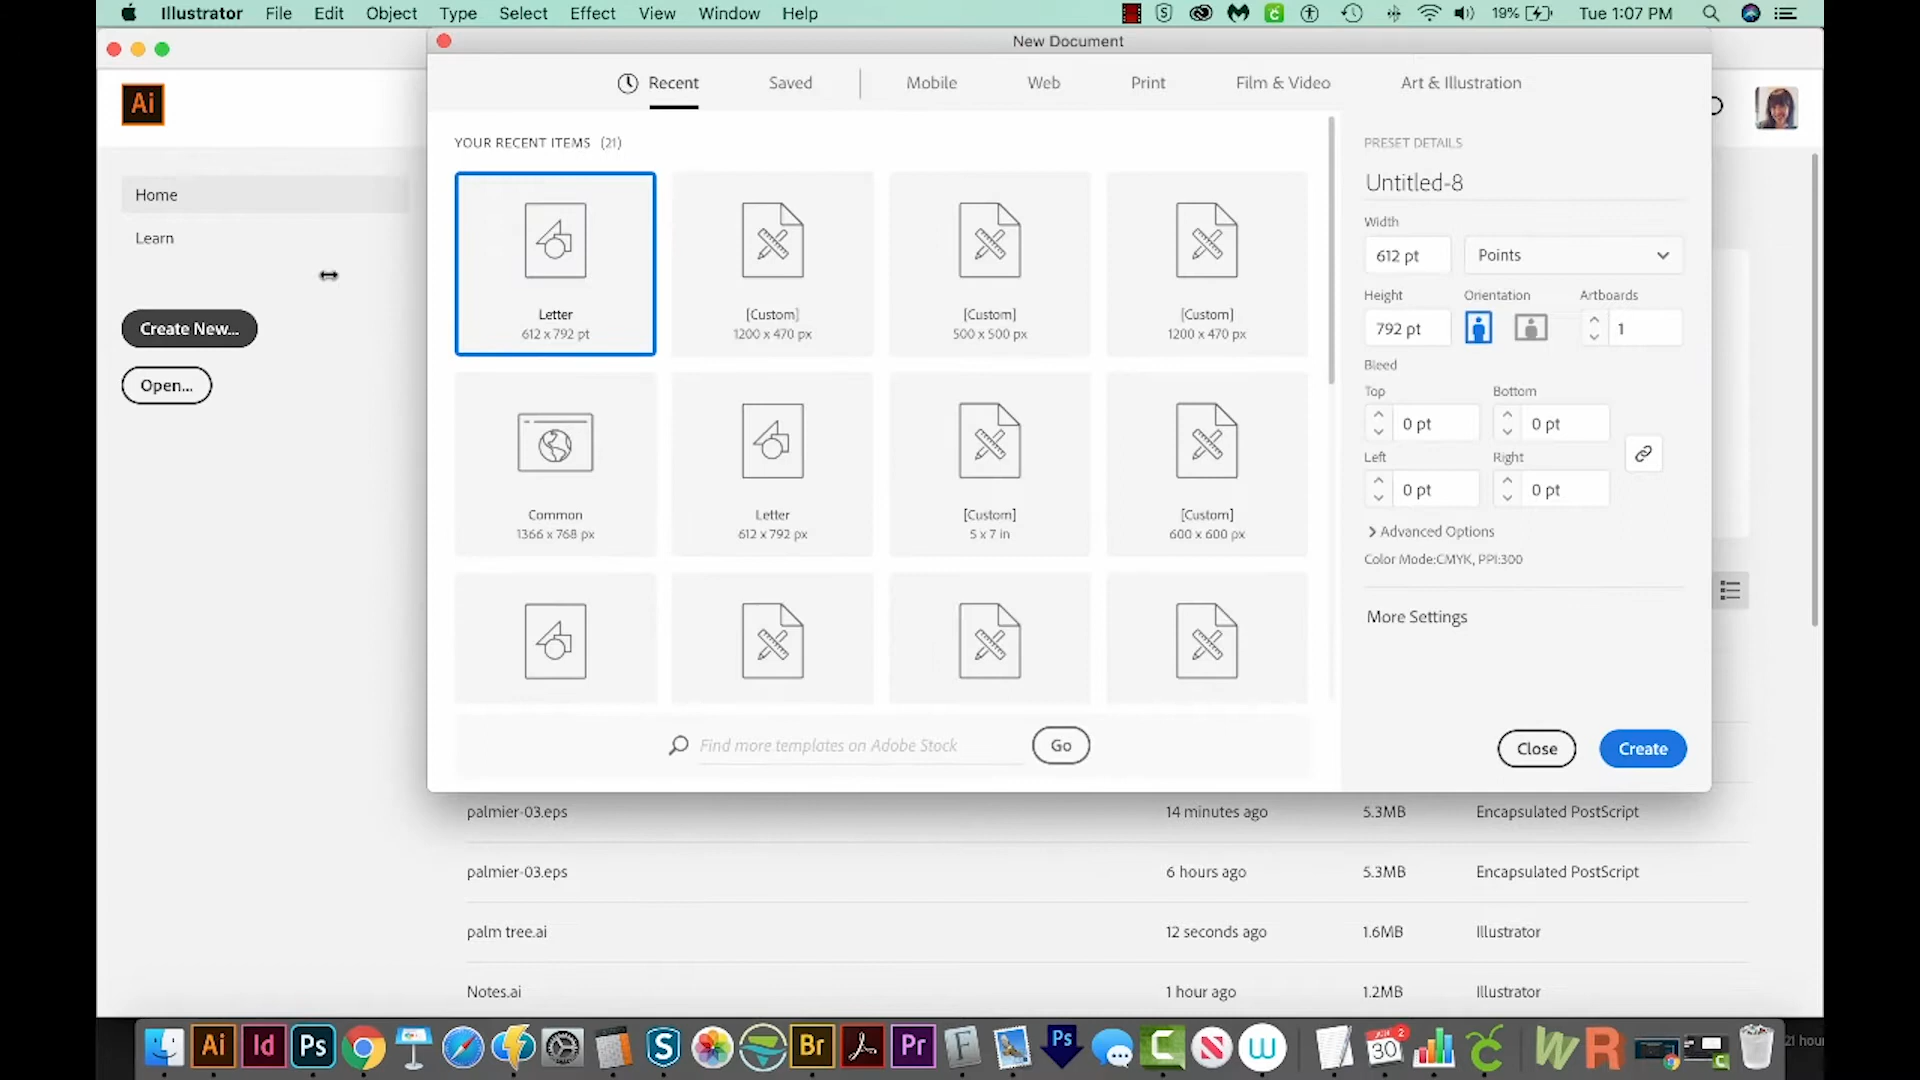 Illustrator File Edit Object Type Select Effect View Window Help
19% Tue 1:07 PM
New Document
Ai
Recent Saved Mobile Web Print Film & Video Art & Illustration
Home
Learn
Create New...
Open...
YOUR RECENT ITEMS (21)
Letter
612 x 792 pt
[Custom]
1200 x 470 px
[Custom]
500 x 500 px
[Custom]
1200 x 470 px
Common
1366 x 768 px
Letter
612 x 792 px
[Custom]
5 x 7 in
[Custom]
600 x 600 px
Find more templates on Adobe Stock
Go
PRESET DETAILS
Untitled-8
Width
612 pt Points
Height Orientation Artboards
792 pt 1
Bleed
Top Bottom
0 pt 0 pt
Left Right
0 pt 0 pt
Advanced Options
Color Mode:CMYK, PPI:300
More Settings
Close Create
palmier-03.eps 14 minutes ago 5.3MB Encapsulated PostScript
palmier-03.eps 6 hours ago 5.3MB Encapsulated PostScript
palm tree.ai 12 seconds ago 1.6MB Illustrator
Notes.ai 1 hour ago 1.2MB Illustrator
Ai Id Ps S Br Pr F Ps C N W JUN 30 2 W R
21 hour